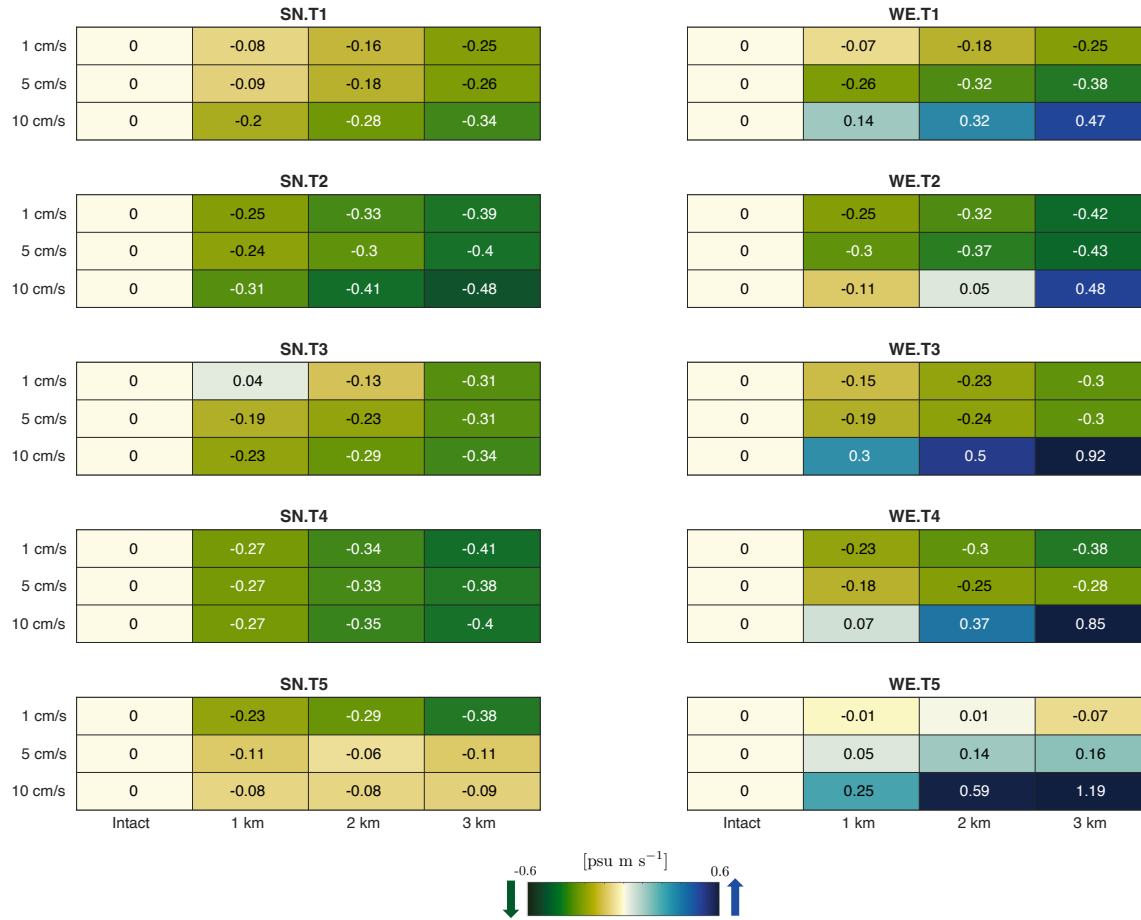 SN.T1 WE.T1
1 cm/s 0 -0.08 -0.16 -0.25 0 -0.07 -0.18 -0.25
5 cm/s 0 -0.09 -0.18 -0.26 0 -0.26 -0.32 -0.38
10 cm/s 0 -0.2 -0.28 -0.34 0 0.14 0.32 0.47
SN.T2 WE.T2
1 cm/s 0 -0.25 -0.33 -0.39 0 -0.25 -0.32 -0.42
5 cm/s 0 -0.24 -0.3 -0.4 0 -0.3 -0.37 -0.43
10 cm/s 0 -0.31 -0.41 -0.48 0 -0.11 0.05 0.48
SN.T3 WE.T3
1 cm/s 0 0.04 -0.13 -0.31 0 -0.15 -0.23 -0.3
5 cm/s 0 -0.19 -0.23 -0.31 0 -0.19 -0.24 -0.3
10 cm/s 0 -0.23 -0.29 -0.34 0 0.3 0.5 0.92
SN.T4 WE.T4
1 cm/s 0 -0.27 -0.34 -0.41 0 -0.23 -0.3 -0.38
5 cm/s 0 -0.27 -0.33 -0.38 0 -0.18 -0.25 -0.28
10 cm/s 0 -0.27 -0.35 -0.4 0 0.07 0.37 0.85
SN.T5 WE.T5
1 cm/s 0 -0.23 -0.29 -0.38 0 -0.01 0.01 -0.07
5 cm/s 0 -0.11 -0.06 -0.11 0 0.05 0.14 0.16
10 cm/s 0 -0.08 -0.08 -0.09 0 0.25 0.59 1.19
Intact 1 km 2 km 3 km Intact 1 km 2 km 3 km
-0.6 [psu m s⁻¹] 0.6